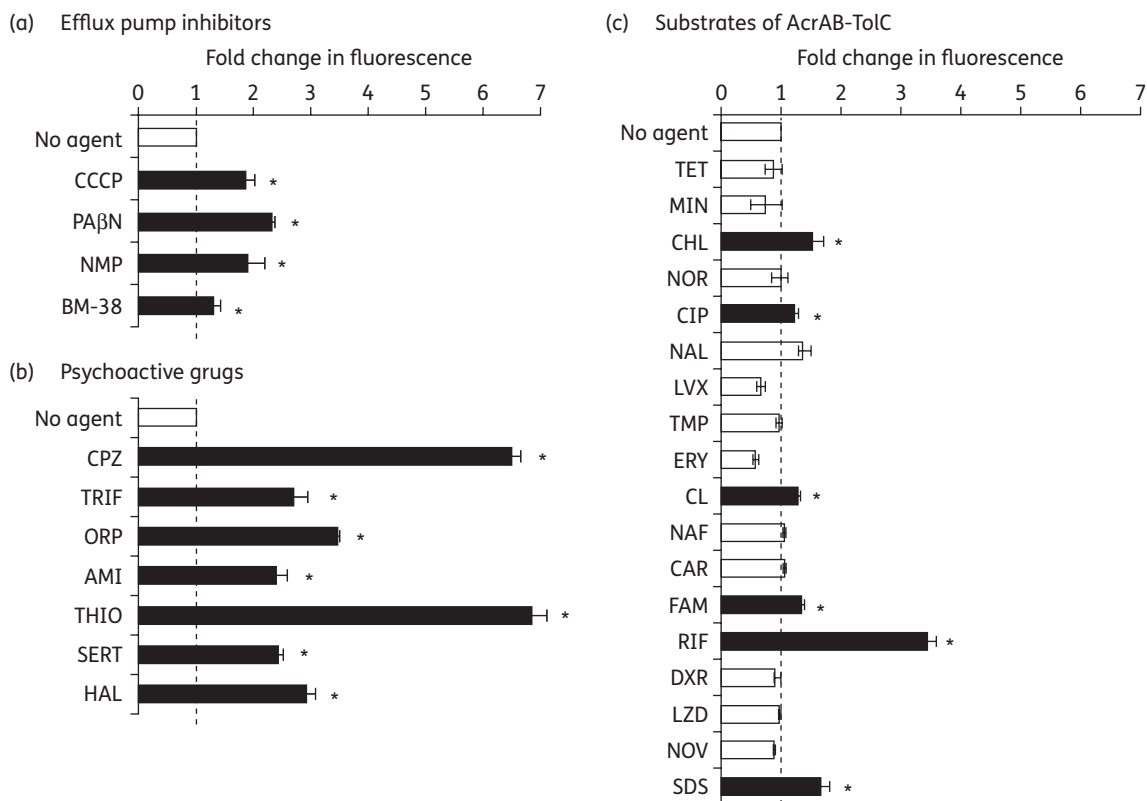 (a) Efflux pump inhibitors
Fold change in fluorescence
0 1 2 3 4 5 6 7
No agent
CCCP *
PAβN *
NMP *
BM-38 *
(b) Psychoactive grugs
No agent
CPZ *
TRIF *
ORP *
AMI *
THIO *
SERT *
HAL *
(c) Substrates of AcrAB-TolC
Fold change in fluorescence
0 1 2 3 4 5 6 7
No agent
TET
MIN
CHL *
NOR
CIP *
NAL
LVX
TMP
ERY
CL *
NAF
CAR
FAM *
RIF *
DXR
LZD
NOV
SDS *